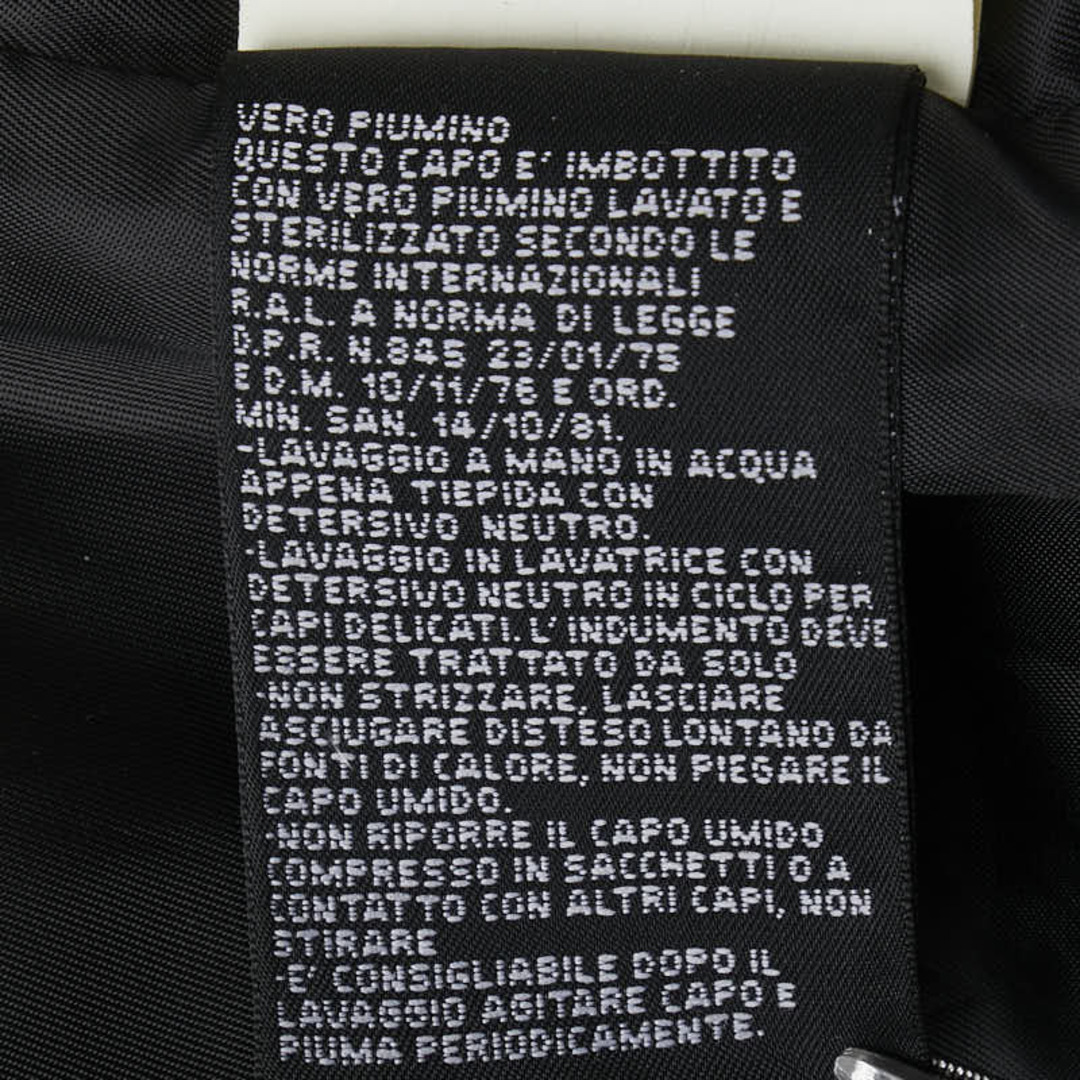 VERO PIUMINO
QUESTO CAPO E' IMBOTTITO
CON VERO PIUMINO LAVATO E
STERILIZZATO SECONDO LE
NORME INTERNAZIONALI
R.A.L. A NORMA DI LEGGE
D.P.R. N.845 23/01/75
E D.M. 10/11/76 E ORD.
MIN. SAN. 14/10/81.
-LAVAGGIO A MANO IN ACQUA
APPENA TIEPIDA CON
DETERSIVO NEUTRO.
-LAVAGGIO IN LAVATRICE CON
DETERSIVO NEUTRO IN CICLO PER
CAPI DELICATI. L'INDUMENTO DEVE
ESSERE TRATTATO DA SOLO
-NON STRIZZARE, LASCIARE
ASCIUGARE DISTESO LONTANO DA
FONTI DI CALORE, NON PIEGARE IL
CAPO UMIDO.
-NON RIPORRE IL CAPO UMIDO
COMPRESSO IN SACCHETTI O A
CONTATTO CON ALTRI CAPI, NON
STIRARE
-E' CONSIGLIABILE DOPO IL
LAVAGGIO AGITARE CAPO E
PIUMA PERIODICAMENTE.